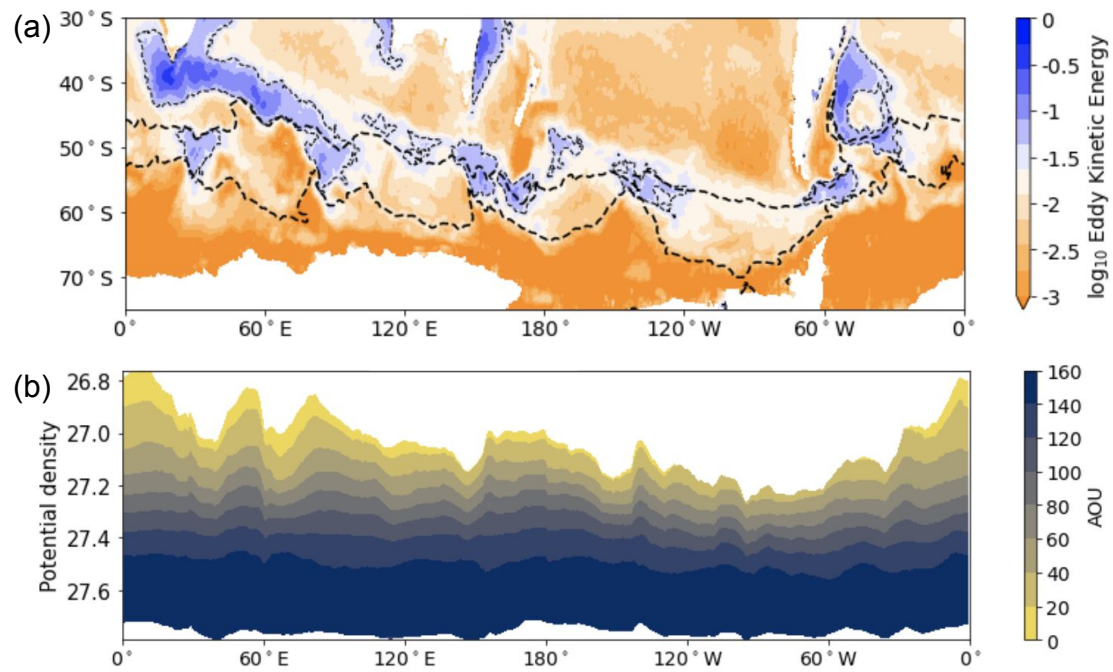 (a)
30°S
40°S
50°S
60°S
70°S
0°
60°E
120°E
180°
120°W
60°W
0°
0
-0.5
-1
-1.5
-2
-2.5
-3
log10 Eddy Kinetic Energy
(b)
Potential density
26.8
27.0
27.2
27.4
27.6
0°
60°E
120°E
180°
120°W
60°W
0°
160
140
120
100
80
60
40
20
0
AOU